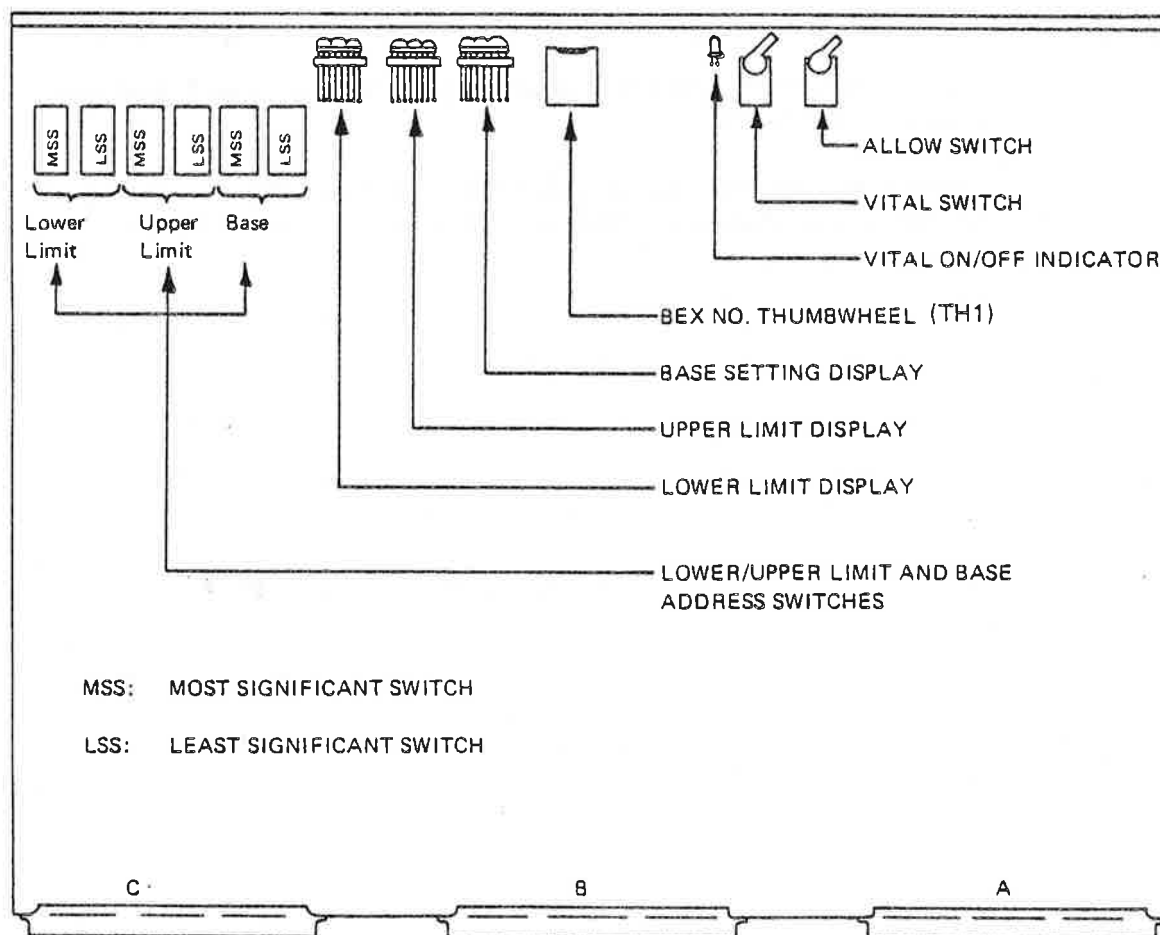 MSS LSS MSS LSS MSS LSS
Lower Limit
Upper Limit
Base
ALLOW SWITCH
VITAL SWITCH
VITAL ON/OFF INDICATOR
BEX NO. THUMBWHEEL (TH1)
BASE SETTING DISPLAY
UPPER LIMIT DISPLAY
LOWER LIMIT DISPLAY
LOWER/UPPER LIMIT AND BASE
ADDRESS SWITCHES
MSS: MOST SIGNIFICANT SWITCH
LSS: LEAST SIGNIFICANT SWITCH
C B A